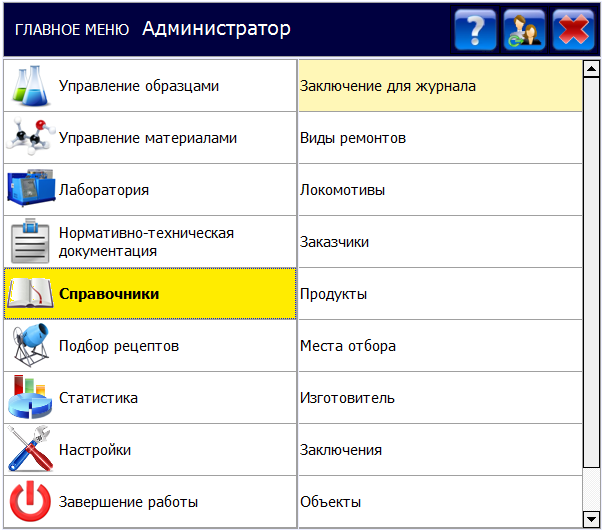 ГЛАВНОЕ МЕНЮ Администратор
Управление образцами
Заключение для журнала
Управление материалами
Виды ремонтов
Лаборатория
Локомотивы
Нормативно-техническая
документация
Заказчики
Справочники
Продукты
Подбор рецептов
Места отбора
Статистика
Изготовитель
Настройки
Заключения
Завершение работы
Объекты